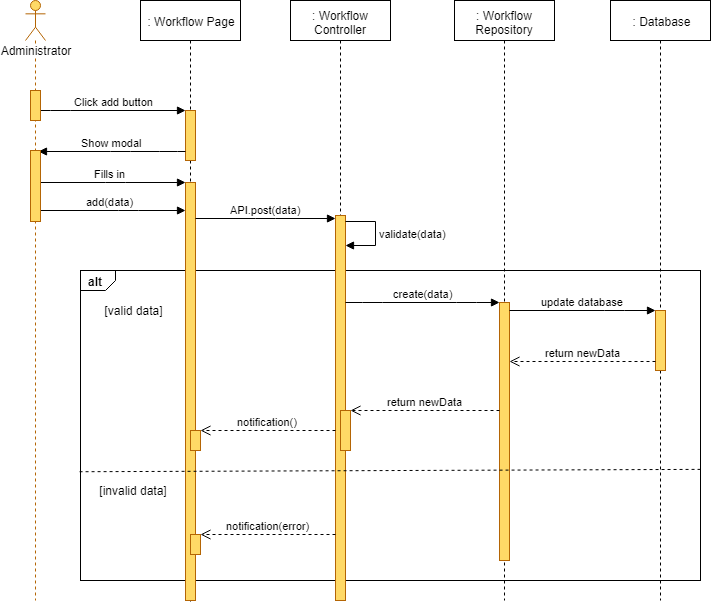 : Workflow Page
: Workflow
Controller
: Workflow
Repository
: Database
Administrator
Click add button
Show modal
Fills in
add(data)
API.post(data)
validate(data)
alt
[valid data]
create(data)
update database
return newData
return newData
notification()
[invalid data]
notification(error)